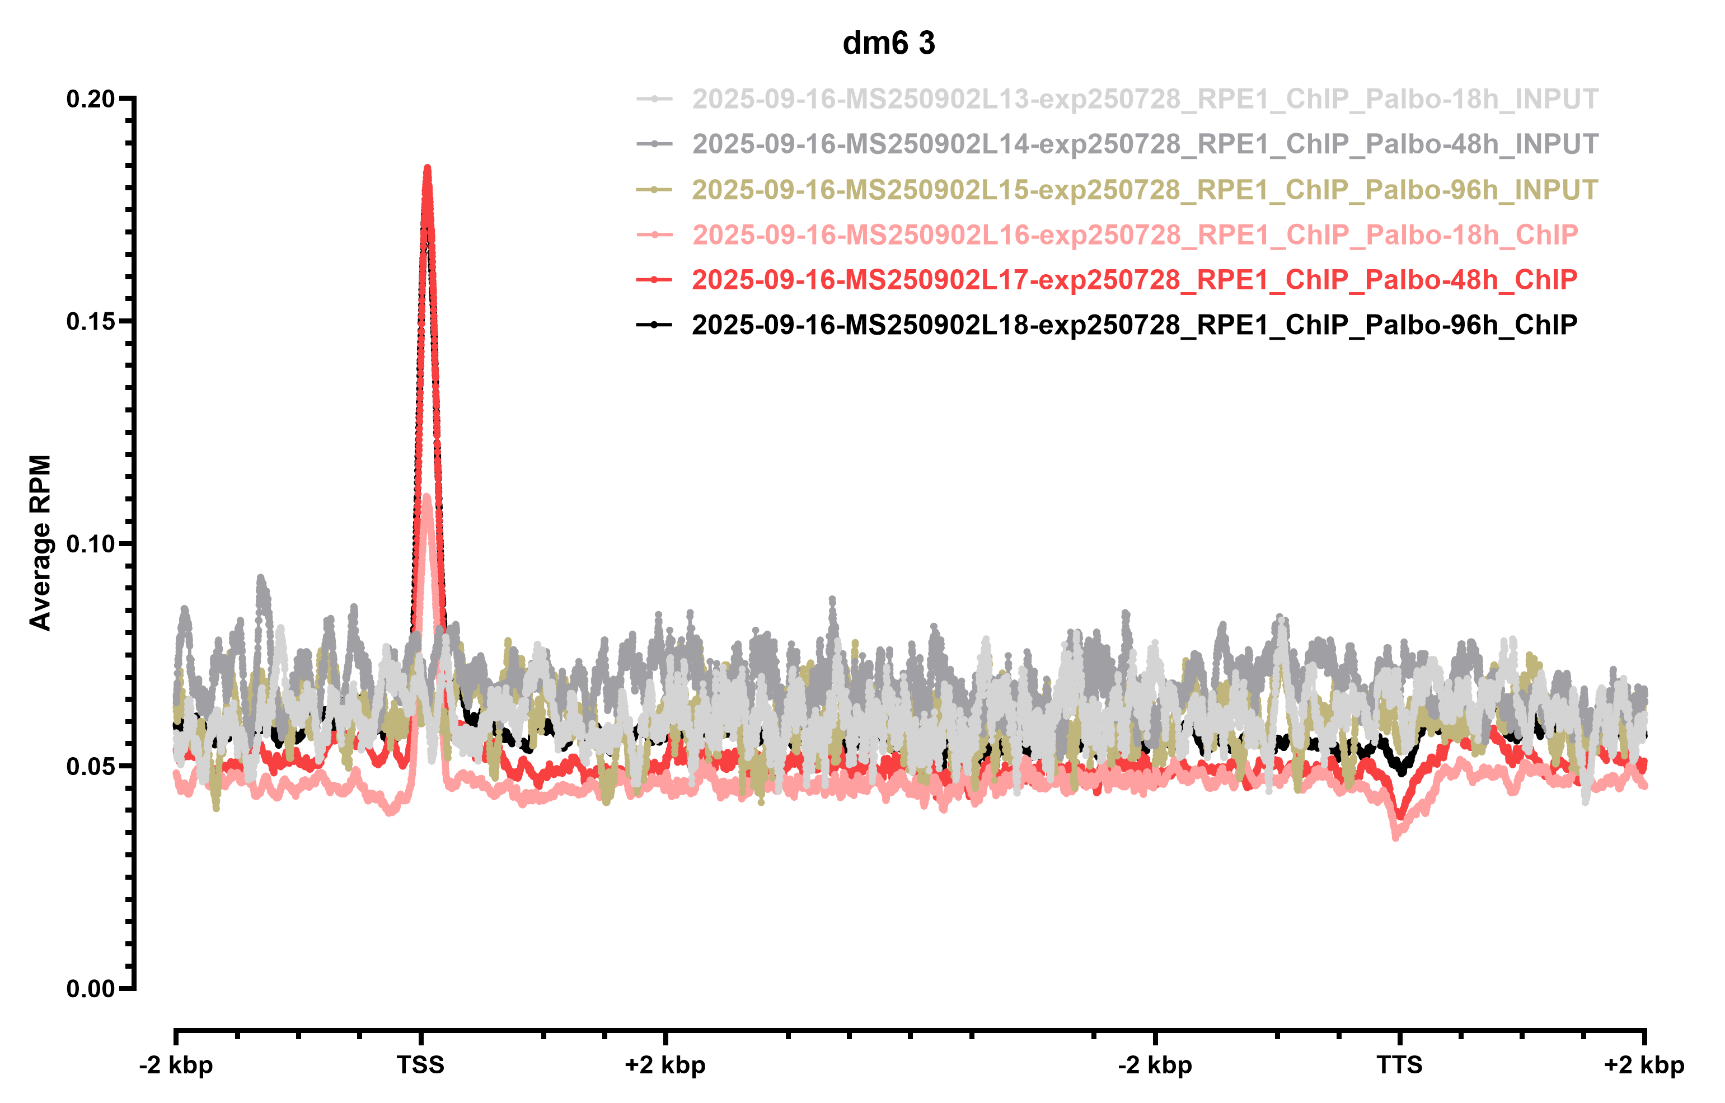 dm6 3
2025-09-16-MS250902L13-exp250728_RPE1_ChIP_Palbo-18h_INPUT
2025-09-16-MS250902L14-exp250728_RPE1_ChIP_Palbo-48h_INPUT
2025-09-16-MS250902L15-exp250728_RPE1_ChIP_Palbo-96h_INPUT
2025-09-16-MS250902L16-exp250728_RPE1_ChIP_Palbo-18h_ChIP
2025-09-16-MS250902L17-exp250728_RPE1_ChIP_Palbo-48h_ChIP
2025-09-16-MS250902L18-exp250728_RPE1_ChIP_Palbo-96h_ChIP
Average RPM
0.20
0.15
0.10
0.05
0.00
-2 kbp TSS +2 kbp -2 kbp TTS +2 kbp